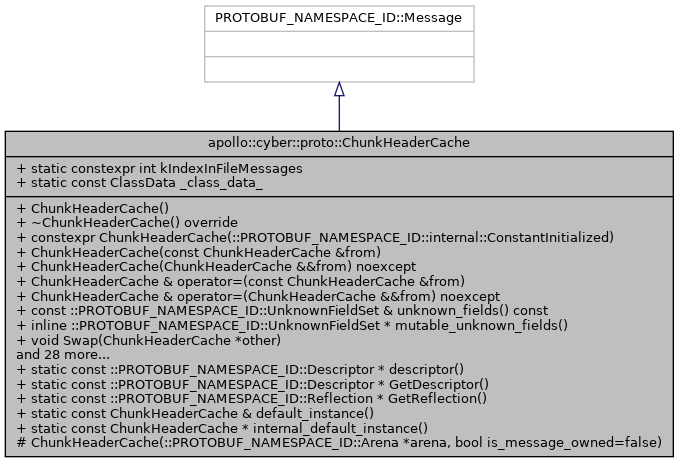 PROTOBUF_NAMESPACE_ID::Message
apollo::cyber::proto::ChunkHeaderCache
+ static constexpr int kIndexInFileMessages
+ static const ClassData _class_data_
+ ChunkHeaderCache()
+ ~ChunkHeaderCache() override
+ constexpr ChunkHeaderCache(::PROTOBUF_NAMESPACE_ID::internal::ConstantInitialized)
+ ChunkHeaderCache(const ChunkHeaderCache &from)
+ ChunkHeaderCache(ChunkHeaderCache &&from) noexcept
+ ChunkHeaderCache & operator=(const ChunkHeaderCache &from)
+ ChunkHeaderCache & operator=(ChunkHeaderCache &&from) noexcept
+ const ::PROTOBUF_NAMESPACE_ID::UnknownFieldSet & unknown_fields() const
+ inline ::PROTOBUF_NAMESPACE_ID::UnknownFieldSet * mutable_unknown_fields()
+ void Swap(ChunkHeaderCache *other)
and 28 more...
+ static const ::PROTOBUF_NAMESPACE_ID::Descriptor * descriptor()
+ static const ::PROTOBUF_NAMESPACE_ID::Descriptor * GetDescriptor()
+ static const ::PROTOBUF_NAMESPACE_ID::Reflection * GetReflection()
+ static const ChunkHeaderCache & default_instance()
+ static const ChunkHeaderCache * internal_default_instance()
# ChunkHeaderCache(::PROTOBUF_NAMESPACE_ID::Arena *arena, bool is_message_owned=false)